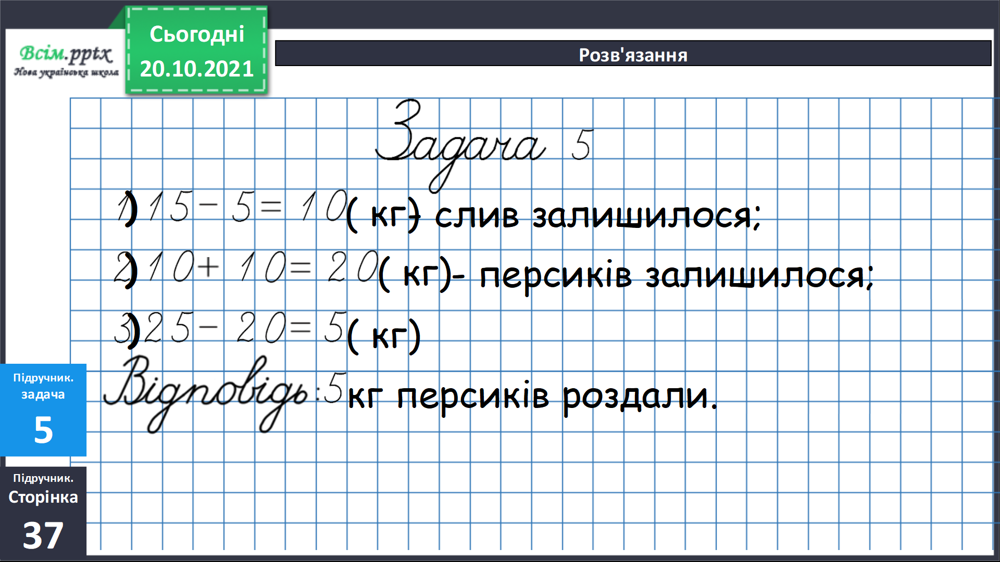 Всім.pptx
Нова українська школа
Сьогодні
20.10.2021
Розв'язання
Задача 5
1) 15 - 5 = 10 ( кг)- слив залишилося;
2) 10 + 10 = 20 ( кг)- персиків залишилося;
3) 25 - 20 = 5 ( кг)
Відповідь: 5 кг персиків роздали.
Підручник.
задача
5
Підручник.
Сторінка
37